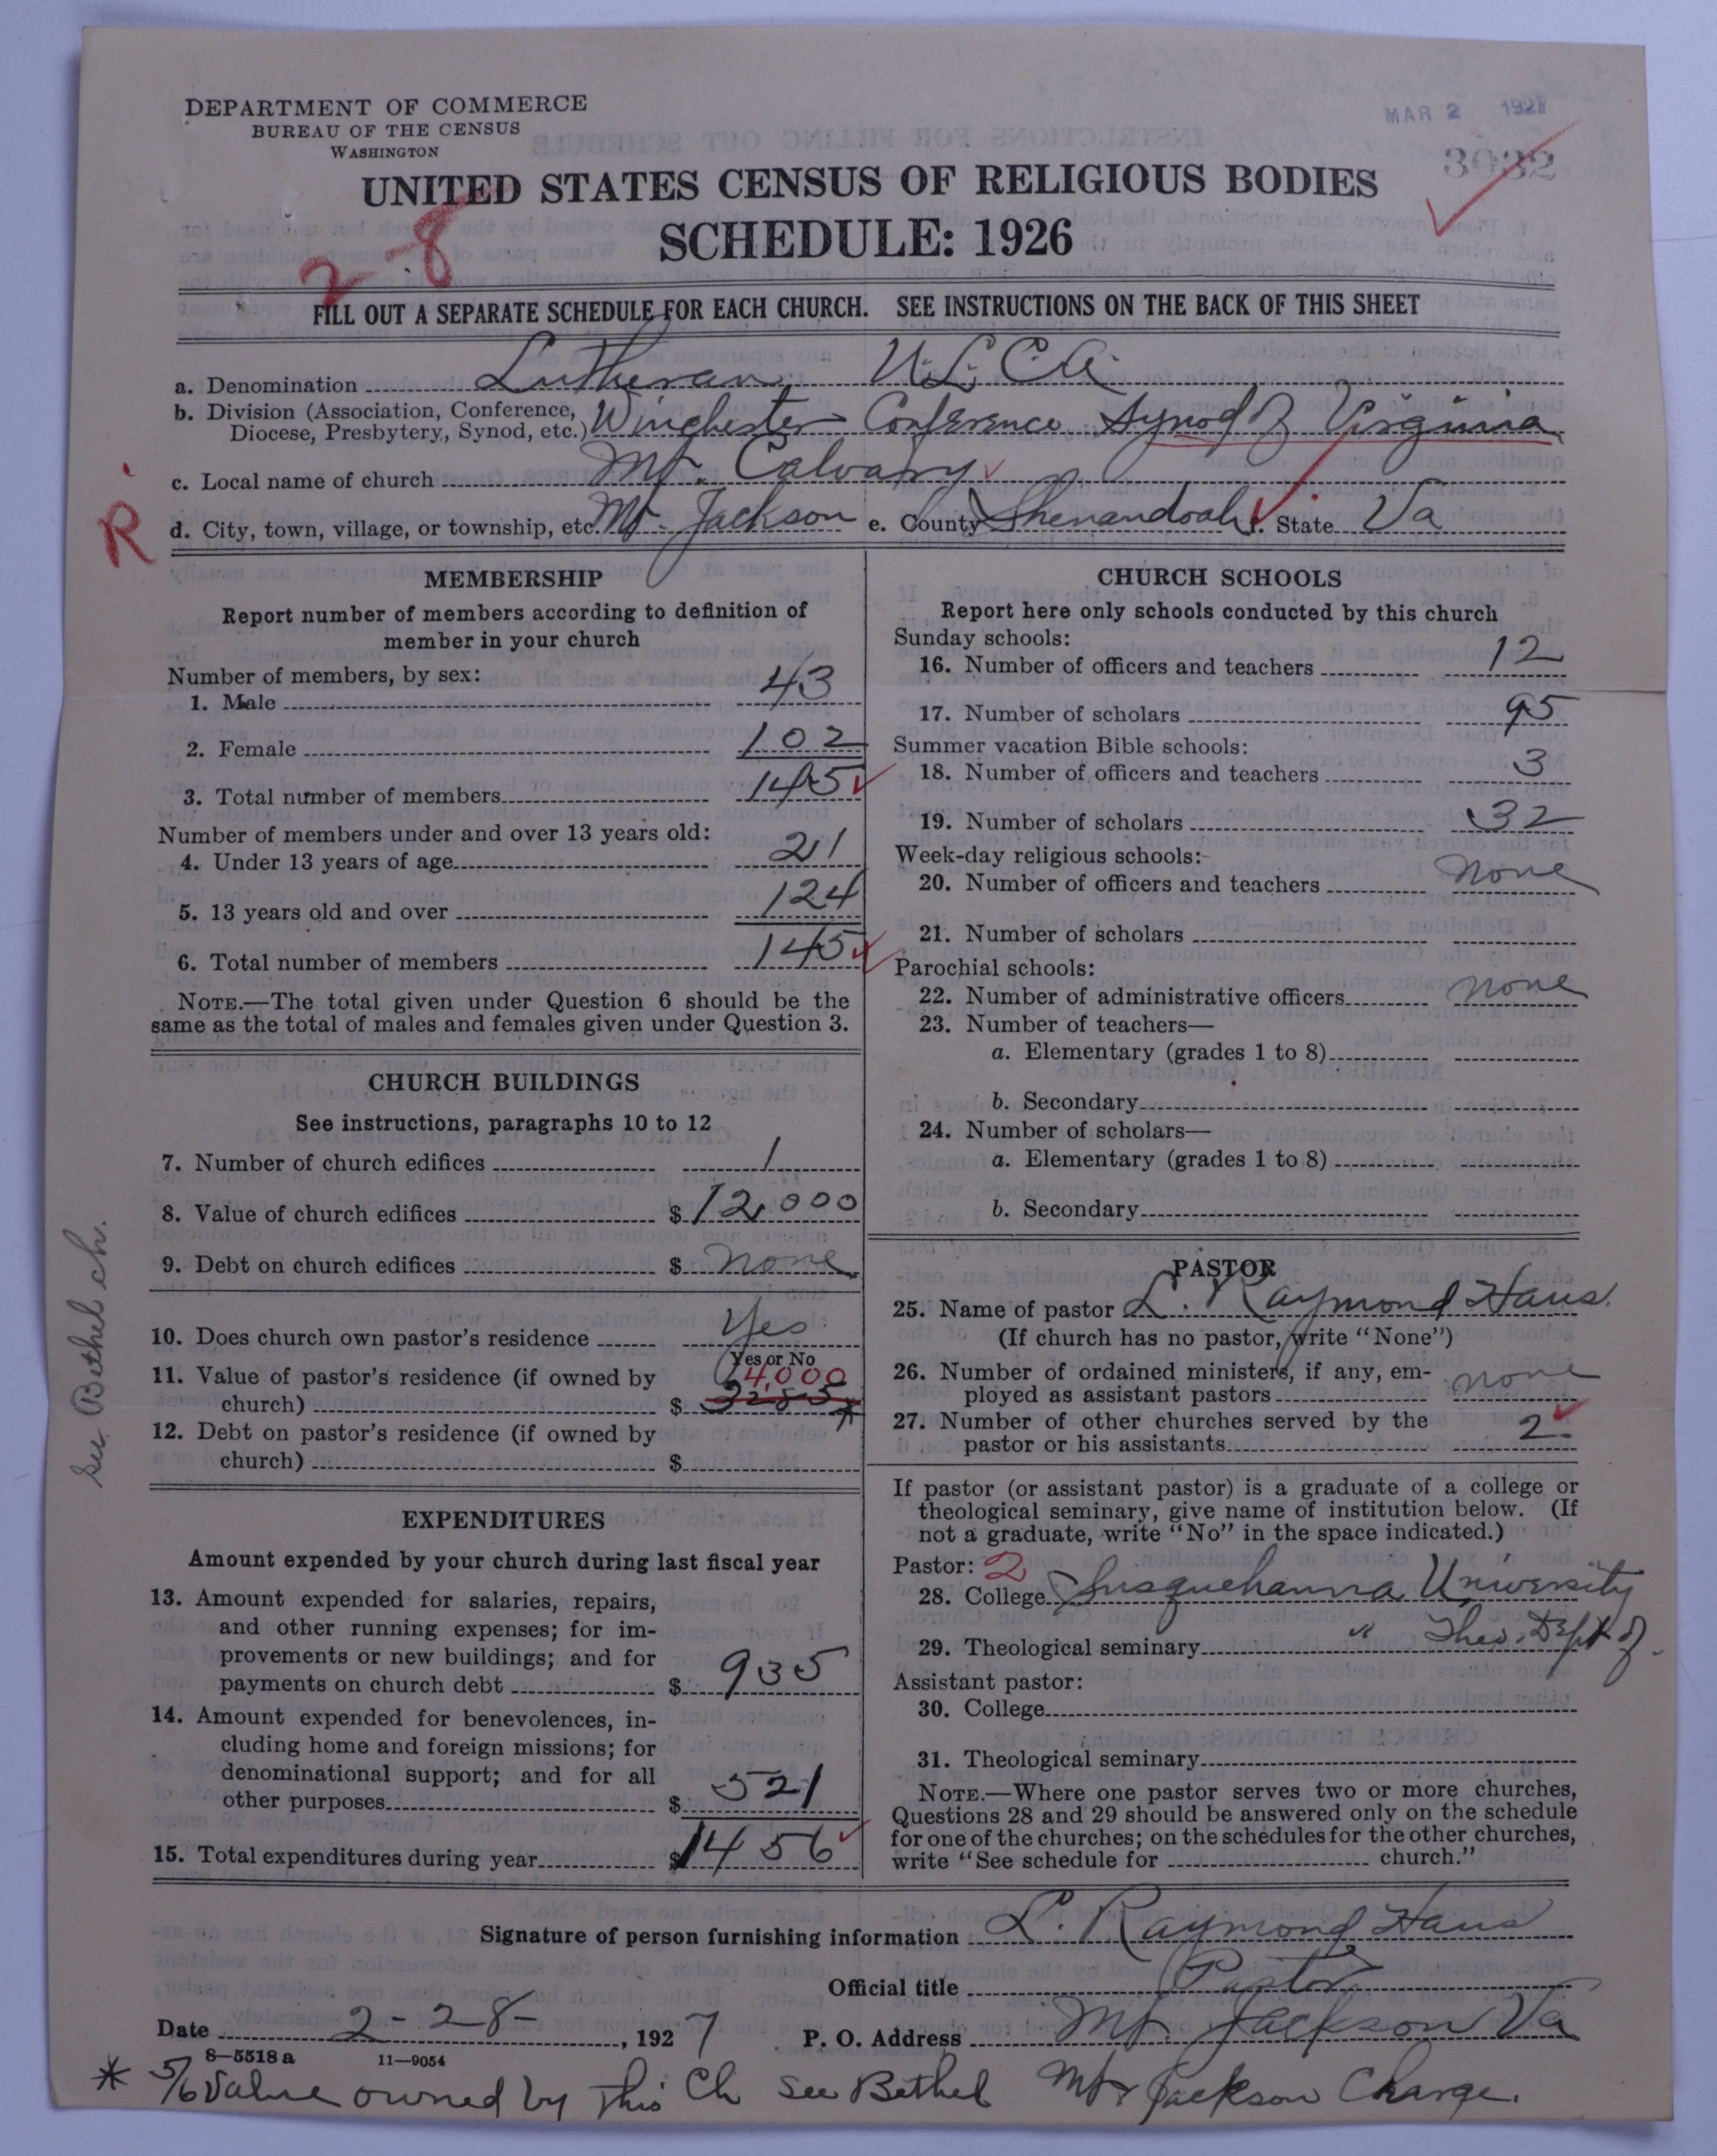 DEPARTMENT OF COMMERCE
BUREAU OF THE CENSUS
WASHINGTON
MAR 2 1927
3032
UNITED STATES CENSUS OF RELIGIOUS BODIES
SCHEDULE: 1926
2-8
FILL OUT A SEPARATE SCHEDULE FOR EACH CHURCH. SEE INSTRUCTIONS ON THE BACK OF THIS SHEET
a. Denomination Lutheran U.L.C.A.
b. Division (Association, Conference, Diocese, Presbytery, Synod, etc.) Winchester Conference Synod of Virginia
c. Local name of church Mt. Calvary
R
d. City, town, village, or township, etc. Mt. Jackson e. County Shenandoah f. State Va
MEMBERSHIP
Report number of members according to definition of
member in your church
Number of members, by sex:
1. Male 43
2. Female 102
3. Total number of members 145
Number of members under and over 13 years old:
4. Under 13 years of age 21
5. 13 years old and over 124
6. Total number of members 145
NOTE.—The total given under Question 6 should be the
same as the total of males and females given under Question 3.
CHURCH BUILDINGS
See instructions, paragraphs 10 to 12
7. Number of church edifices 1
8. Value of church edifices $ 12,000
9. Debt on church edifices $ none
10. Does church own pastor's residence Yes
Yes or No
11. Value of pastor's residence (if owned by
4,000
church) $ 3285 *
12. Debt on pastor's residence (if owned by
church) $
See Bethel ch.
EXPENDITURES
Amount expended by your church during last fiscal year
13. Amount expended for salaries, repairs,
and other running expenses; for im-
provements or new buildings; and for
payments on church debt $ 935
14. Amount expended for benevolences, in-
cluding home and foreign missions; for
denominational support; and for all
other purposes $ 521
15. Total expenditures during year $ 1456
CHURCH SCHOOLS
Report here only schools conducted by this church
Sunday schools:
16. Number of officers and teachers 12
17. Number of scholars 95
Summer vacation Bible schools:
18. Number of officers and teachers 3
19. Number of scholars 32
Week-day religious schools:
20. Number of officers and teachers none
21. Number of scholars
Parochial schools:
22. Number of administrative officers none
23. Number of teachers—
a. Elementary (grades 1 to 8)
b. Secondary
24. Number of scholars—
a. Elementary (grades 1 to 8)
b. Secondary
PASTOR
25. Name of pastor L. Raymond Haus.
(If church has no pastor, write "None")
26. Number of ordained ministers, if any, em-
ployed as assistant pastors none
27. Number of other churches served by the
pastor or his assistants 2
If pastor (or assistant pastor) is a graduate of a college or
theological seminary, give name of institution below. (If
not a graduate, write "No" in the space indicated.)
Pastor: 2
28. College Susquehanna University
29. Theological seminary " Theo. Dept of.
Assistant pastor:
30. College
31. Theological seminary
NOTE.—Where one pastor serves two or more churches,
Questions 28 and 29 should be answered only on the schedule
for one of the churches; on the schedules for the other churches,
write "See schedule for church."
Signature of person furnishing information L. Raymond Haus
Official title Pastor
Date 2-28-, 1927 P. O. Address Mt. Jackson Va
8—5518 a 11—9054
* 5/6 Value owned by this Ch See Bethel Mt Jackson Charge.